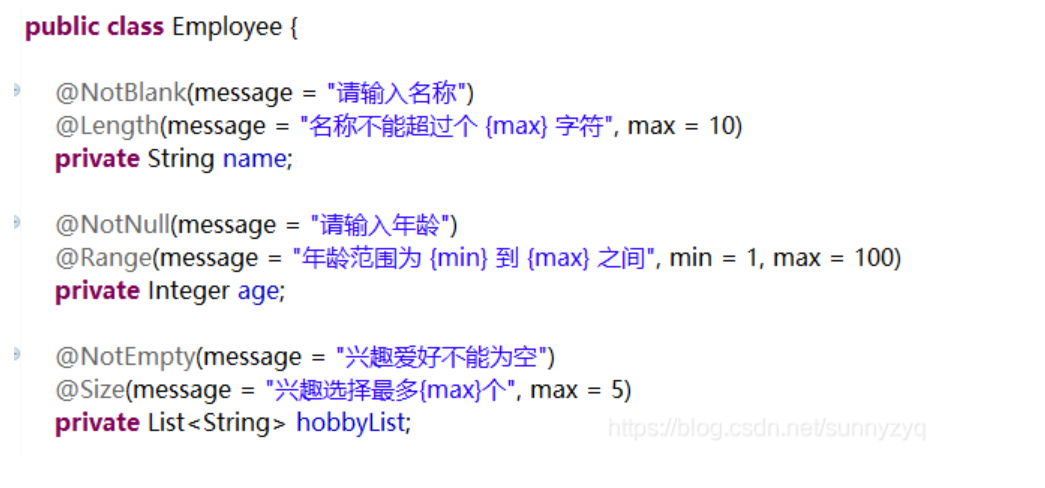 public class Employee {
@NotBlank(message = "请输入名称")
@Length(message = "名称不能超过个 {max} 字符", max = 10)
private String name;
@NotNull(message = "请输入年龄")
@Range(message = "年龄范围为 {min} 到 {max} 之间", min = 1, max = 100)
private Integer age;
@NotEmpty(message = "兴趣爱好不能为空")
@Size(message = "兴趣选择最多{max}个", max = 5)
private List<String> hobbyList;
https://blog.csdn.net/sunnyzyq